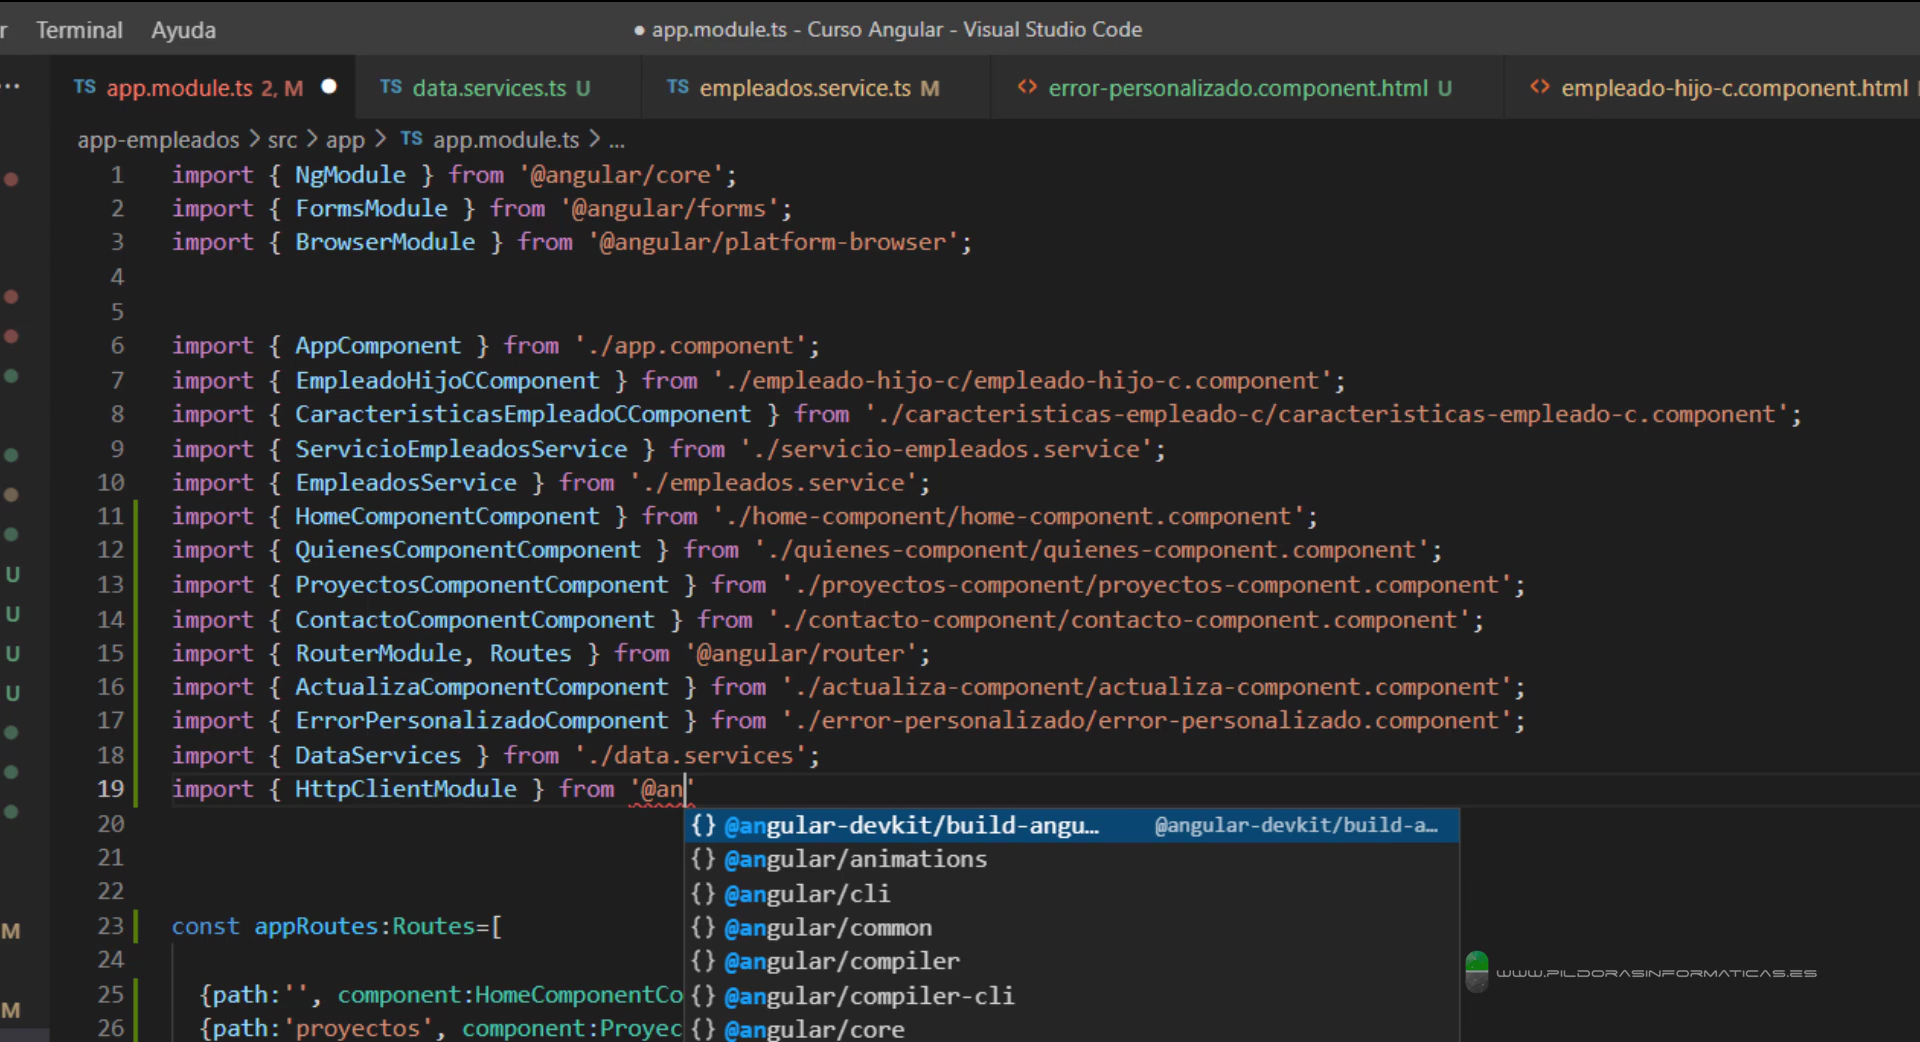 r Terminal Ayuda ● app.module.ts - Curso Angular - Visual Studio Code
... TS app.module.ts 2, M ● TS data.services.ts U TS empleados.service.ts M <> error-personalizado.component.html U <> empleado-hijo-c.component.html
app-empleados > src > app > TS app.module.ts > ...
1 import { NgModule } from '@angular/core';
2 import { FormsModule } from '@angular/forms';
3 import { BrowserModule } from '@angular/platform-browser';
4
5
6 import { AppComponent } from './app.component';
7 import { EmpleadoHijoCComponent } from './empleado-hijo-c/empleado-hijo-c.component';
8 import { CaracteristicasEmpleadoCComponent } from './caracteristicas-empleado-c/caracteristicas-empleado-c.component';
9 import { ServicioEmpleadosService } from './servicio-empleados.service';
10 import { EmpleadosService } from './empleados.service';
11 import { HomeComponentComponent } from './home-component/home-component.component';
12 import { QuienesComponentComponent } from './quienes-component/quienes-component.component';
U 13 import { ProyectosComponentComponent } from './proyectos-component/proyectos-component.component';
U 14 import { ContactoComponentComponent } from './contacto-component/contacto-component.component';
U 15 import { RouterModule, Routes } from '@angular/router';
U 16 import { ActualizaComponentComponent } from './actualiza-component/actualiza-component.component';
17 import { ErrorPersonalizadoComponent } from './error-personalizado/error-personalizado.component';
18 import { DataServices } from './data.services';
19 import { HttpClientModule } from '@an'
20 {} @angular-devkit/build-angu... @angular-devkit/build-a...
21 {} @angular/animations
22 {} @angular/cli
M 23 const appRoutes:Routes=[ {} @angular/common
24 {} @angular/compiler
25 {path:'', component:HomeComponentCo {} @angular/compiler-cli
M 26 {path:'proyectos', component:Proyec {} @angular/core
WWW.PILDORASINFORMATICAS.ES